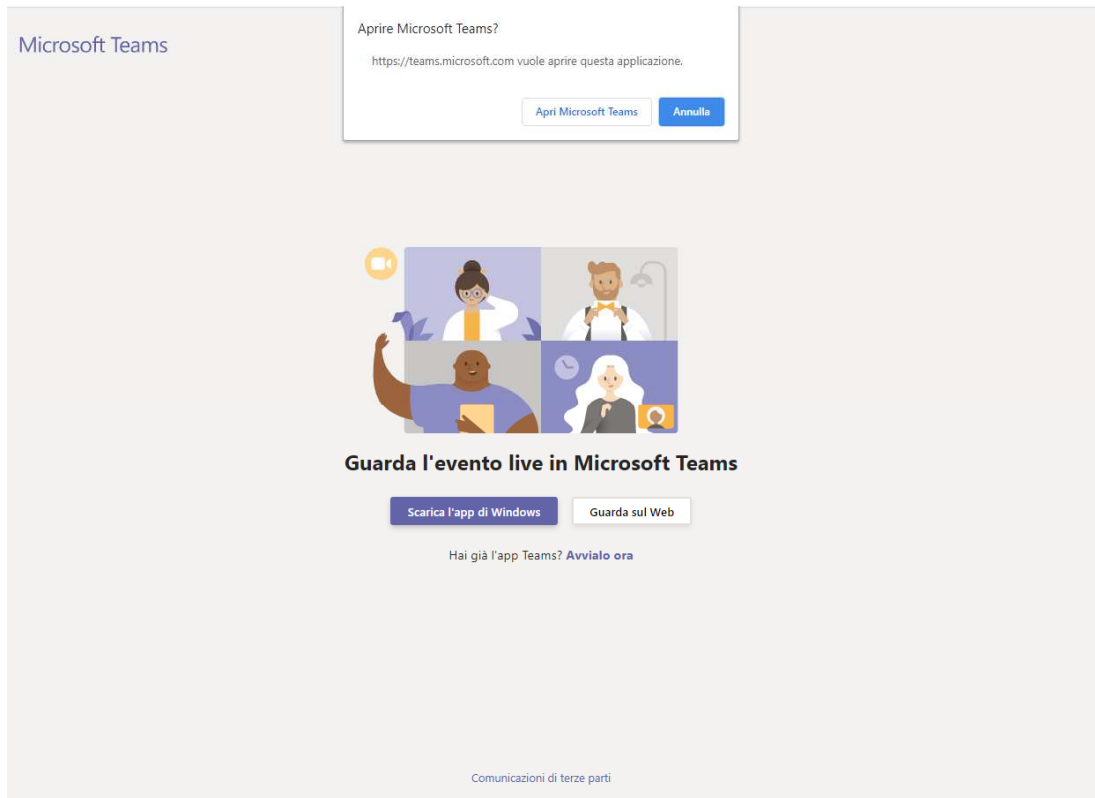 Aprire Microsoft Teams?
Microsoft Teams
https://teams.microsoft.com vuole aprire questa applicazione.
Apri Microsoft Teams
Annulla
Guarda l'evento live in Microsoft Teams
Scarica l'app di Windows
Guarda sul Web
Hai già l'app Teams? Avvialo ora
Comunicazioni di terze parti